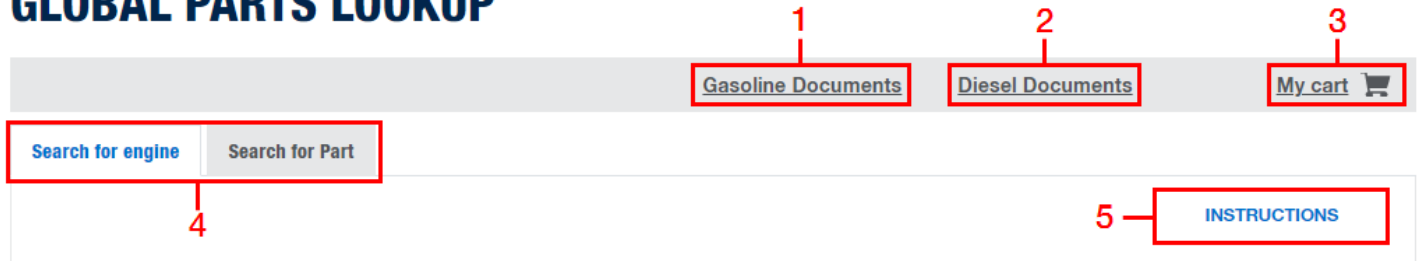 GLOBAL PARTS LOOKUP
1 2 3
Gasoline Documents Diesel Documents My cart
Search for engine Search for Part
4
5 INSTRUCTIONS